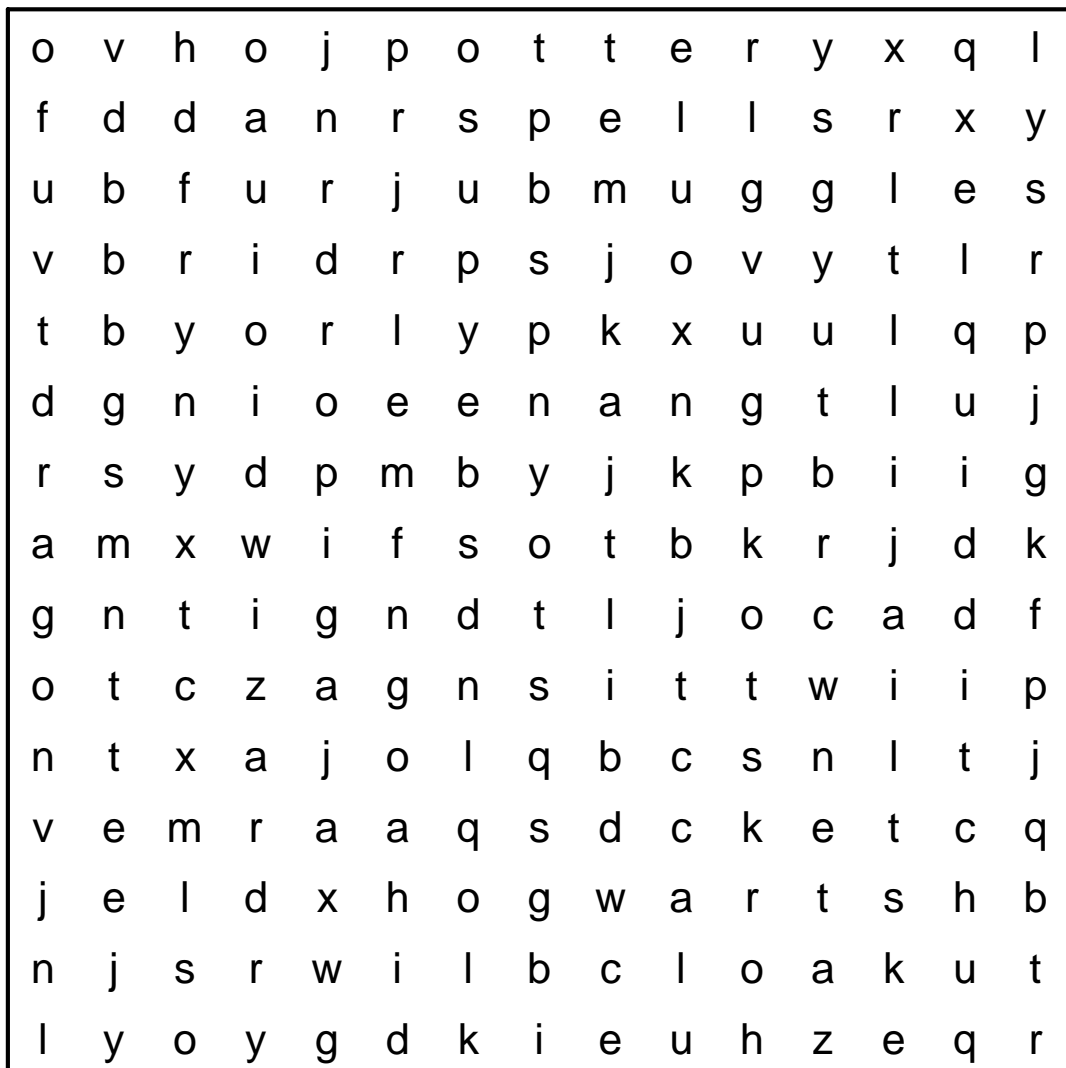 o v h o j p o t t e r y x q l
f d d a n r s p e l l s r x y
u b f u r j u b m u g g l e s
v b r i d r p s j o v y t l r
t b y o r l y p k x u u l q p
d g n i o e e n a n g t l u j
r s y d p m b y j k p b i i g
a m x w i f s o t b k r j d k
g n t i g n d t l j o c a d f
o t c z a g n s i t t w i i p
n t x a j o l q b c s n l t j
v e m r a a q s d c k e t c q
j e l d x h o g w a r t s h b
n j s r w i l b c l o a k u t
l y o y g d k i e u h z e q r